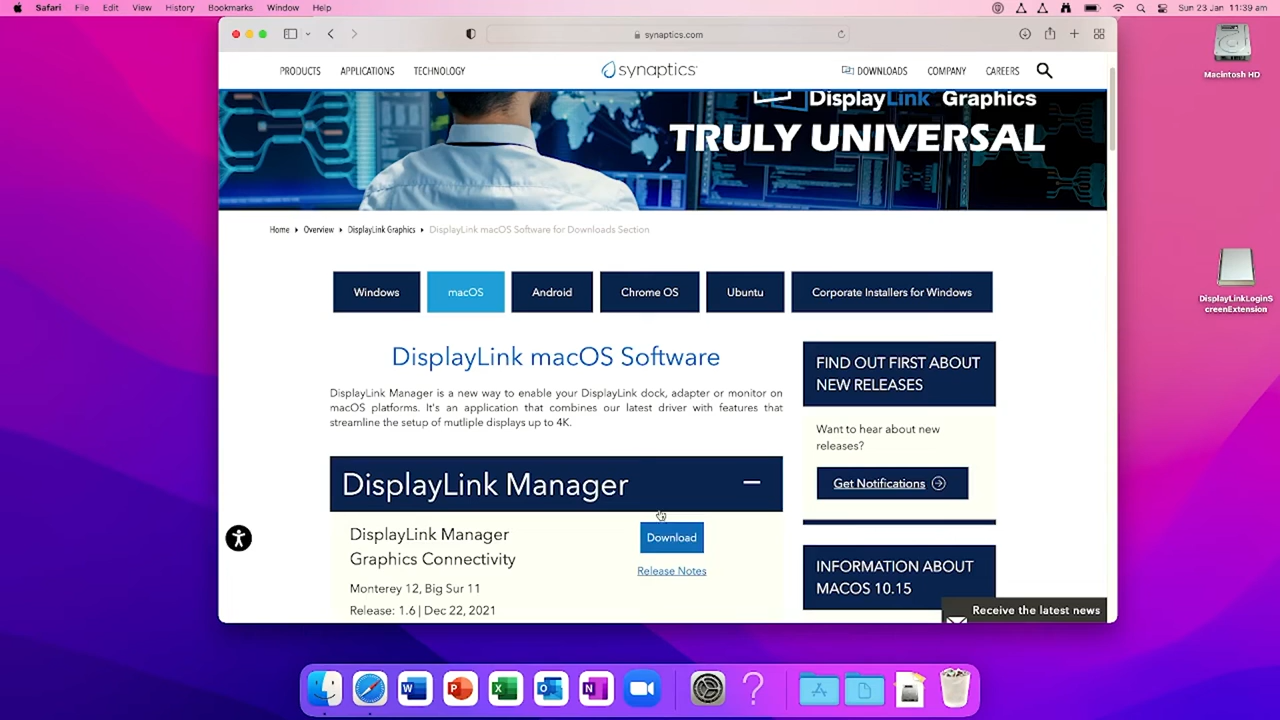 Safari File Edit View History Bookmarks Window Help Sun 23 Jan 11:39 am
synaptics.com
PRODUCTS APPLICATIONS TECHNOLOGY synaptics DOWNLOADS COMPANY CAREERS
DisplayLink Graphics
TRULY UNIVERSAL
Home Overview DisplayLink Graphics DisplayLink macOS Software for Downloads Section
Windows macOS Android Chrome OS Ubuntu Corporate Installers for Windows
DisplayLink macOS Software
DisplayLink Manager is a new way to enable your DisplayLink dock, adapter or monitor on
macOS platforms. It's an application that combines our latest driver with features that
streamline the setup of mutliple displays up to 4K.
DisplayLink Manager
DisplayLink Manager
Graphics Connectivity
Monterey 12, Big Sur 11
Release: 1.6 | Dec 22, 2021
Download
Release Notes
FIND OUT FIRST ABOUT
NEW RELEASES
Want to hear about new
releases?
Get Notifications
INFORMATION ABOUT
MACOS 10.15
Receive the latest news
Macintosh HD
DisplayLinkLoginS
creenExtension
W P X O N